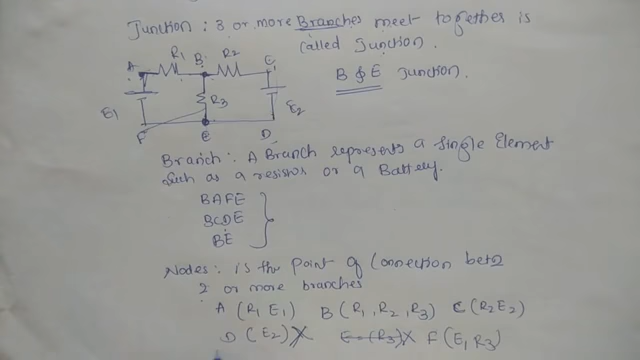 Junction : 3 or more Branches meet together is
called Junction.
B & E Junction.
A R1 B R2 C
E1 R3 E2
F E D
Branch:. A Branch represents a single Element
such as a resistor or a Battely.
BAFE
BCDE
BE
Nodes: is the point of Connection bet2
2 or more branches
A (R1 E1) B (R1, R2, R3) C (R2 E2)
D (E2) X E (R3) X F (E1 R3)